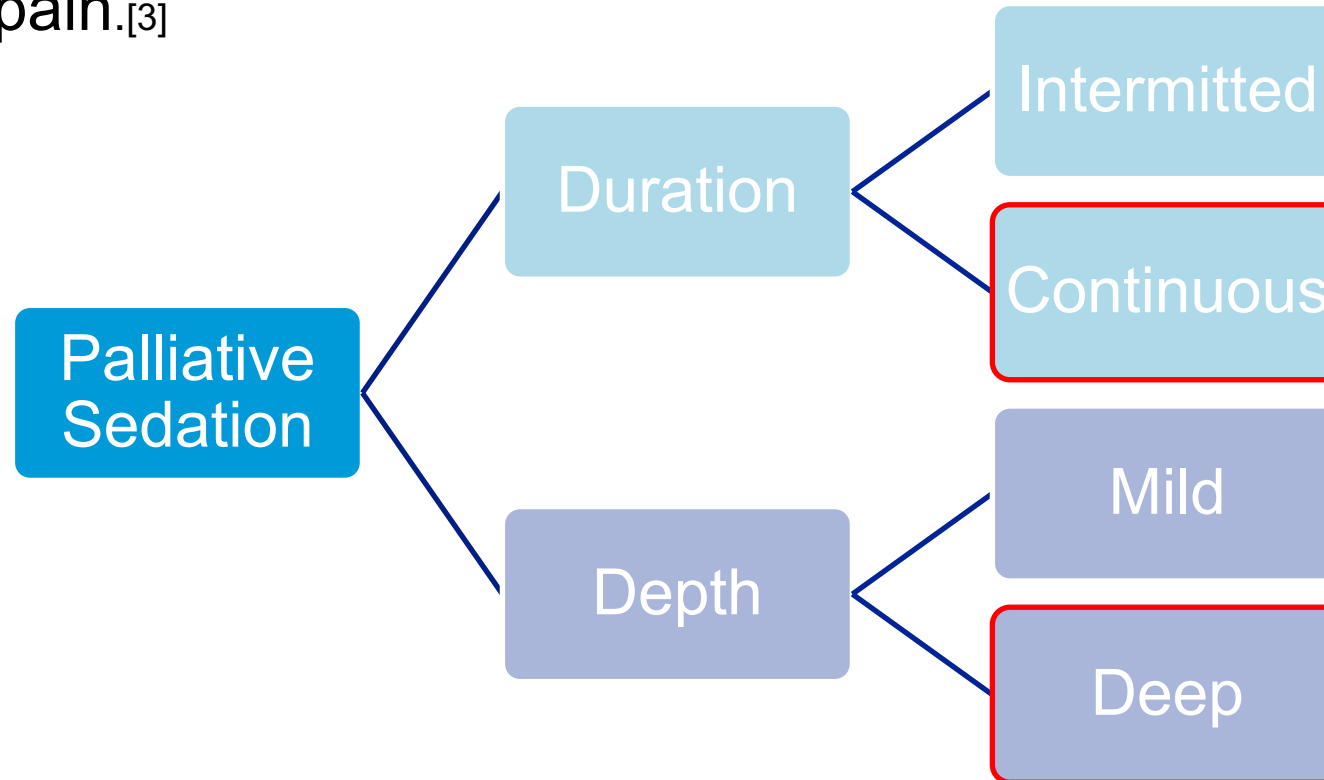 pain.[3]
Intermitted
Duration
Continuous
Palliative
Sedation
Mild
Depth
Deep